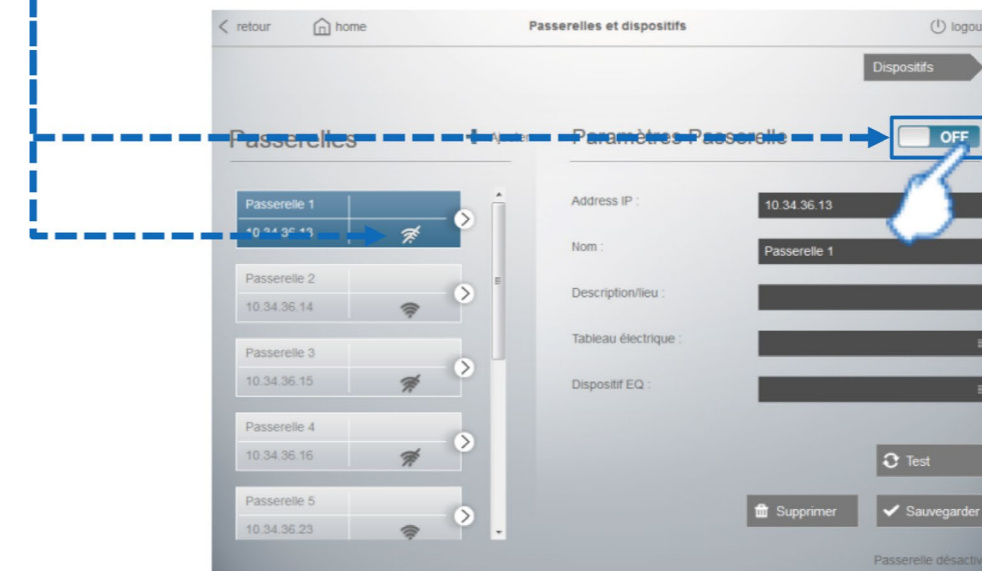 retour home Passerelles et dispositifs logou
Dispositifs
Passerelles Ajouter Paramètres Passerelle OFF
Passerelle 1
10.34.36.13
Passerelle 2
10.34.36.14
Passerelle 3
10.34.36.15
Passerelle 4
10.34.36.16
Passerelle 5
10.34.36.23
Address IP : 10.34.36.13
Nom : Passerelle 1
Description/lieu :
Tableau électrique :
Dispositif EQ :
Test
Supprimer Sauvegarder
Passerelle désactiv